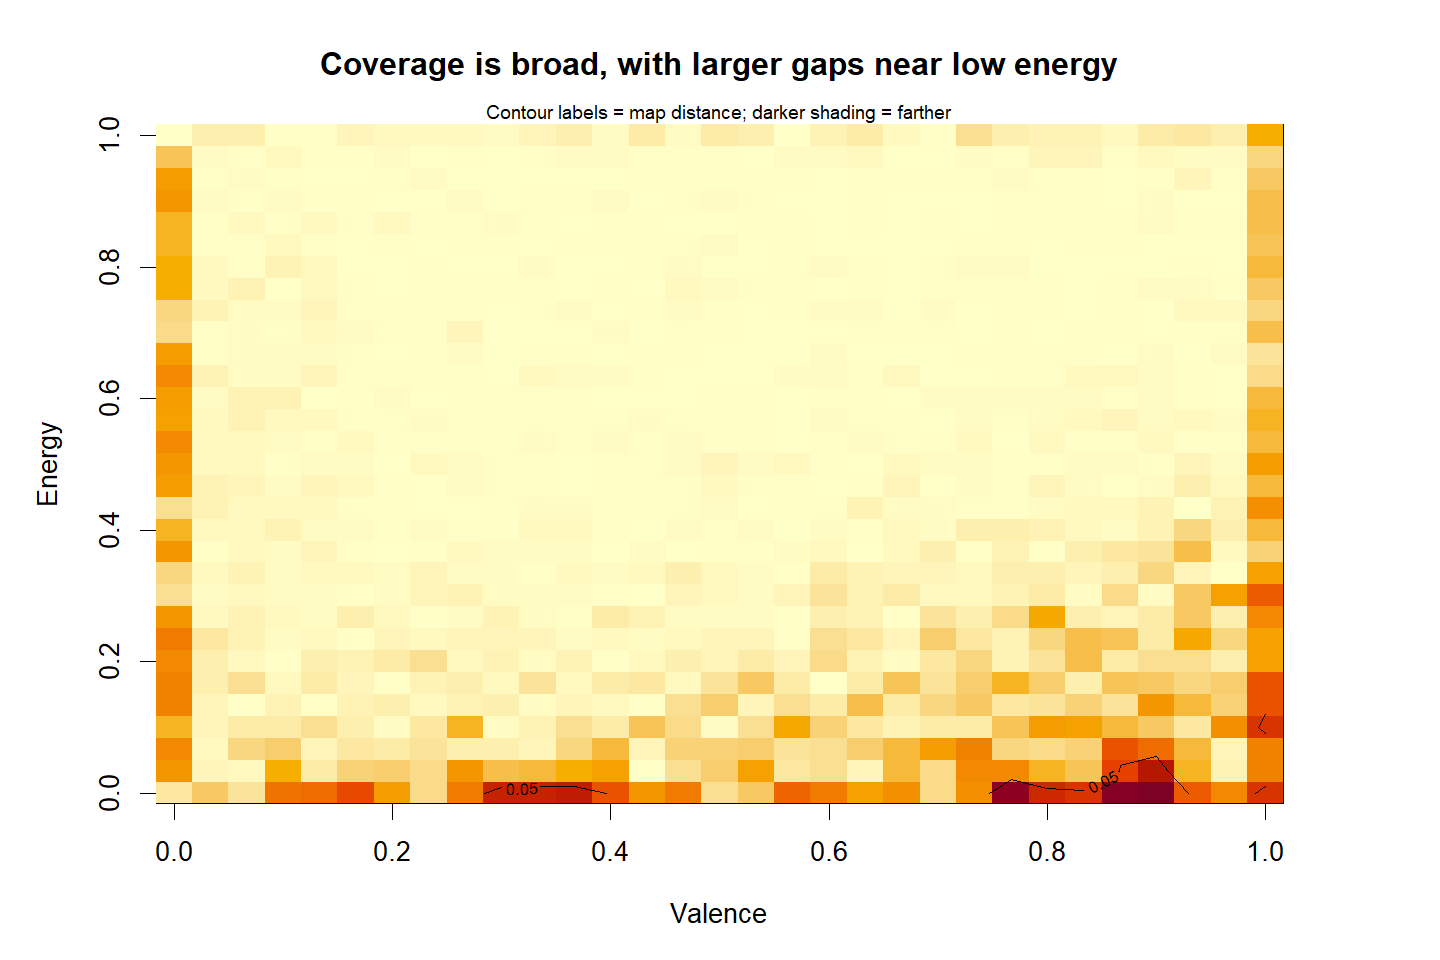 Coverage is broad, with larger gaps near low energy
Contour labels = map distance; darker shading = farther
1.0
0.8
0.6
0.4
0.2
0.0
Energy
0.05
0.05
0.0 0.2 0.4 0.6 0.8 1.0
Valence